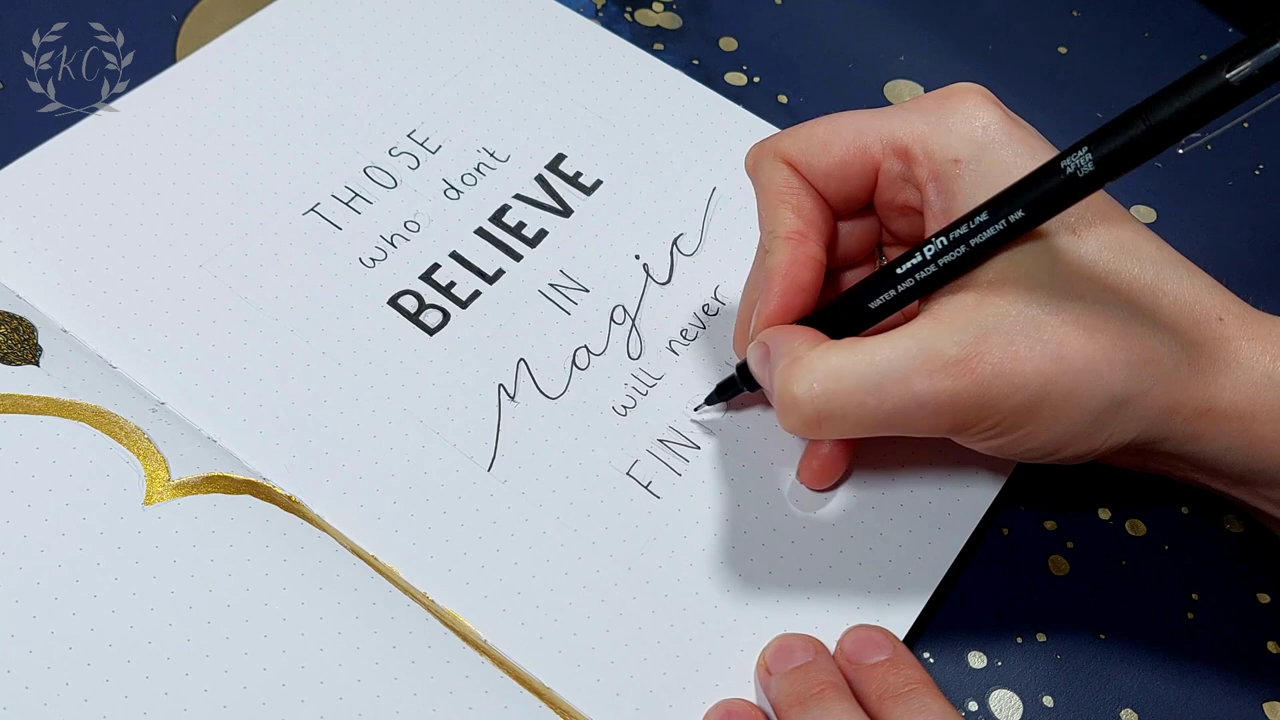 KC
THOSE
who don't
BELIEVE
IN
Magic
will never
FIN
uni pin FINE LINE
WATER AND FADE PROOF, PIGMENT INK
RECAP
AFTER
USE